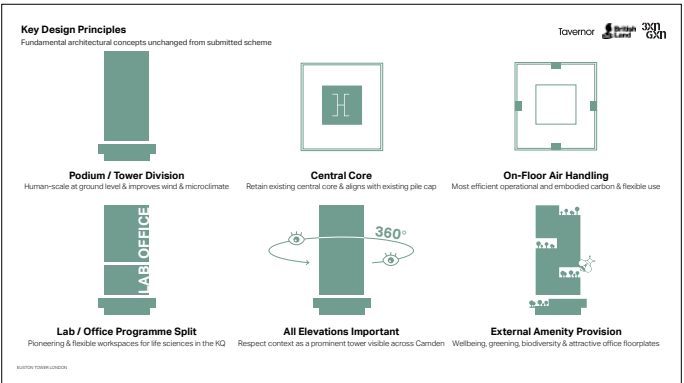 Key Design Principles
Fundamental architectural concepts unchanged from submitted scheme
Tavernor
British Land
3XN
GXN
Podium / Tower Division
Human-scale at ground level & improves wind & microclimate
Central Core
Retain existing central core & aligns with existing pile cap
On-Floor Air Handling
Most efficient operational and embodied carbon & flexible use
LAB OFFICE
360°
Lab / Office Programme Split
Pioneering & flexible workspaces for life sciences in the KQ
All Elevations Important
Respect context as a prominent tower visible across Camden
External Amenity Provision
Wellbeing, greening, biodiversity & attractive office floorplates
EUSTON TOWER LONDON